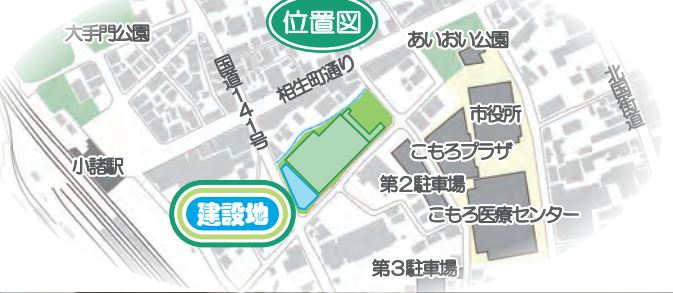 位置図
大手門公園
あいおい公園
国道141号
相生町通り
北国街道
市役所
こもろプラザ
小諸駅
第2駐車場
建設地
こもろ医療センター
第3駐車場